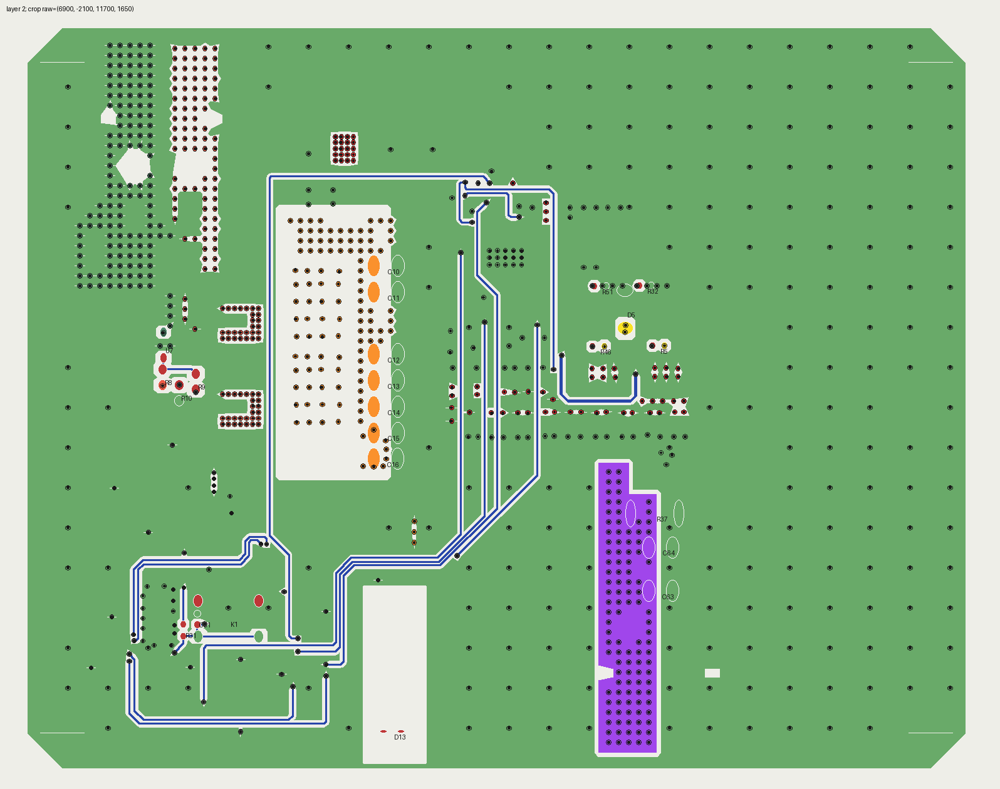 layer 2; crop raw=(6900, -2100, 11700, 1650)
C10
C11
R51
R32
D5
R46
R5
U7
C12
R8
R9
C13
R10
C14
C15
C16
R37
C64
C63
K1
R31
D13